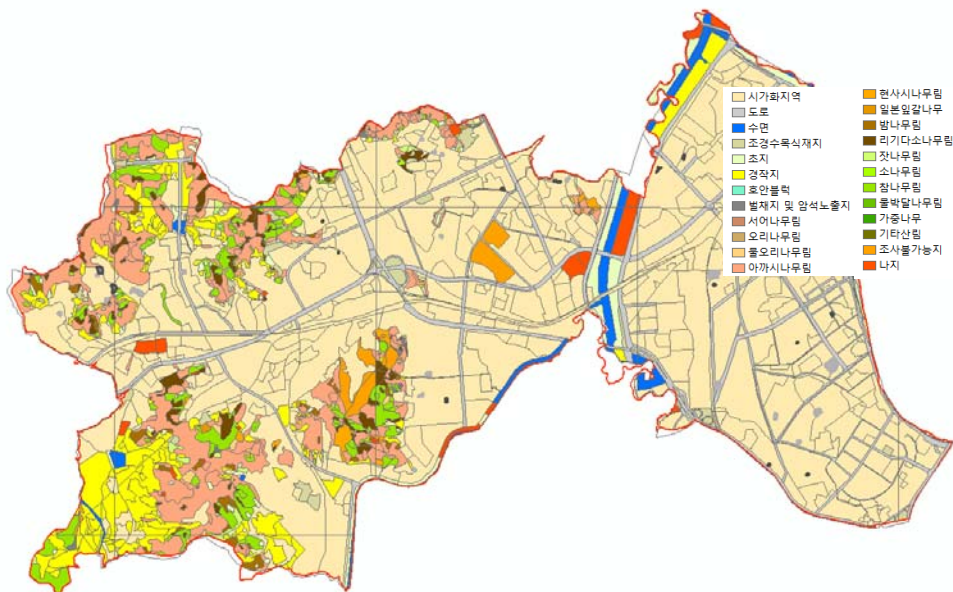 시가화지역
도로
수면
조경수목식재지
초지
경작지
호안블럭
벌채지 및 암석노출지
서어나무림
오리나무림
물오리나무림
아까시나무림
현사시나무림
일본잎갈나무
밤나무림
리기다소나무림
잣나무림
소나무림
참나무림
물박달나무림
가중나무
기타산림
조사불가능지
나지